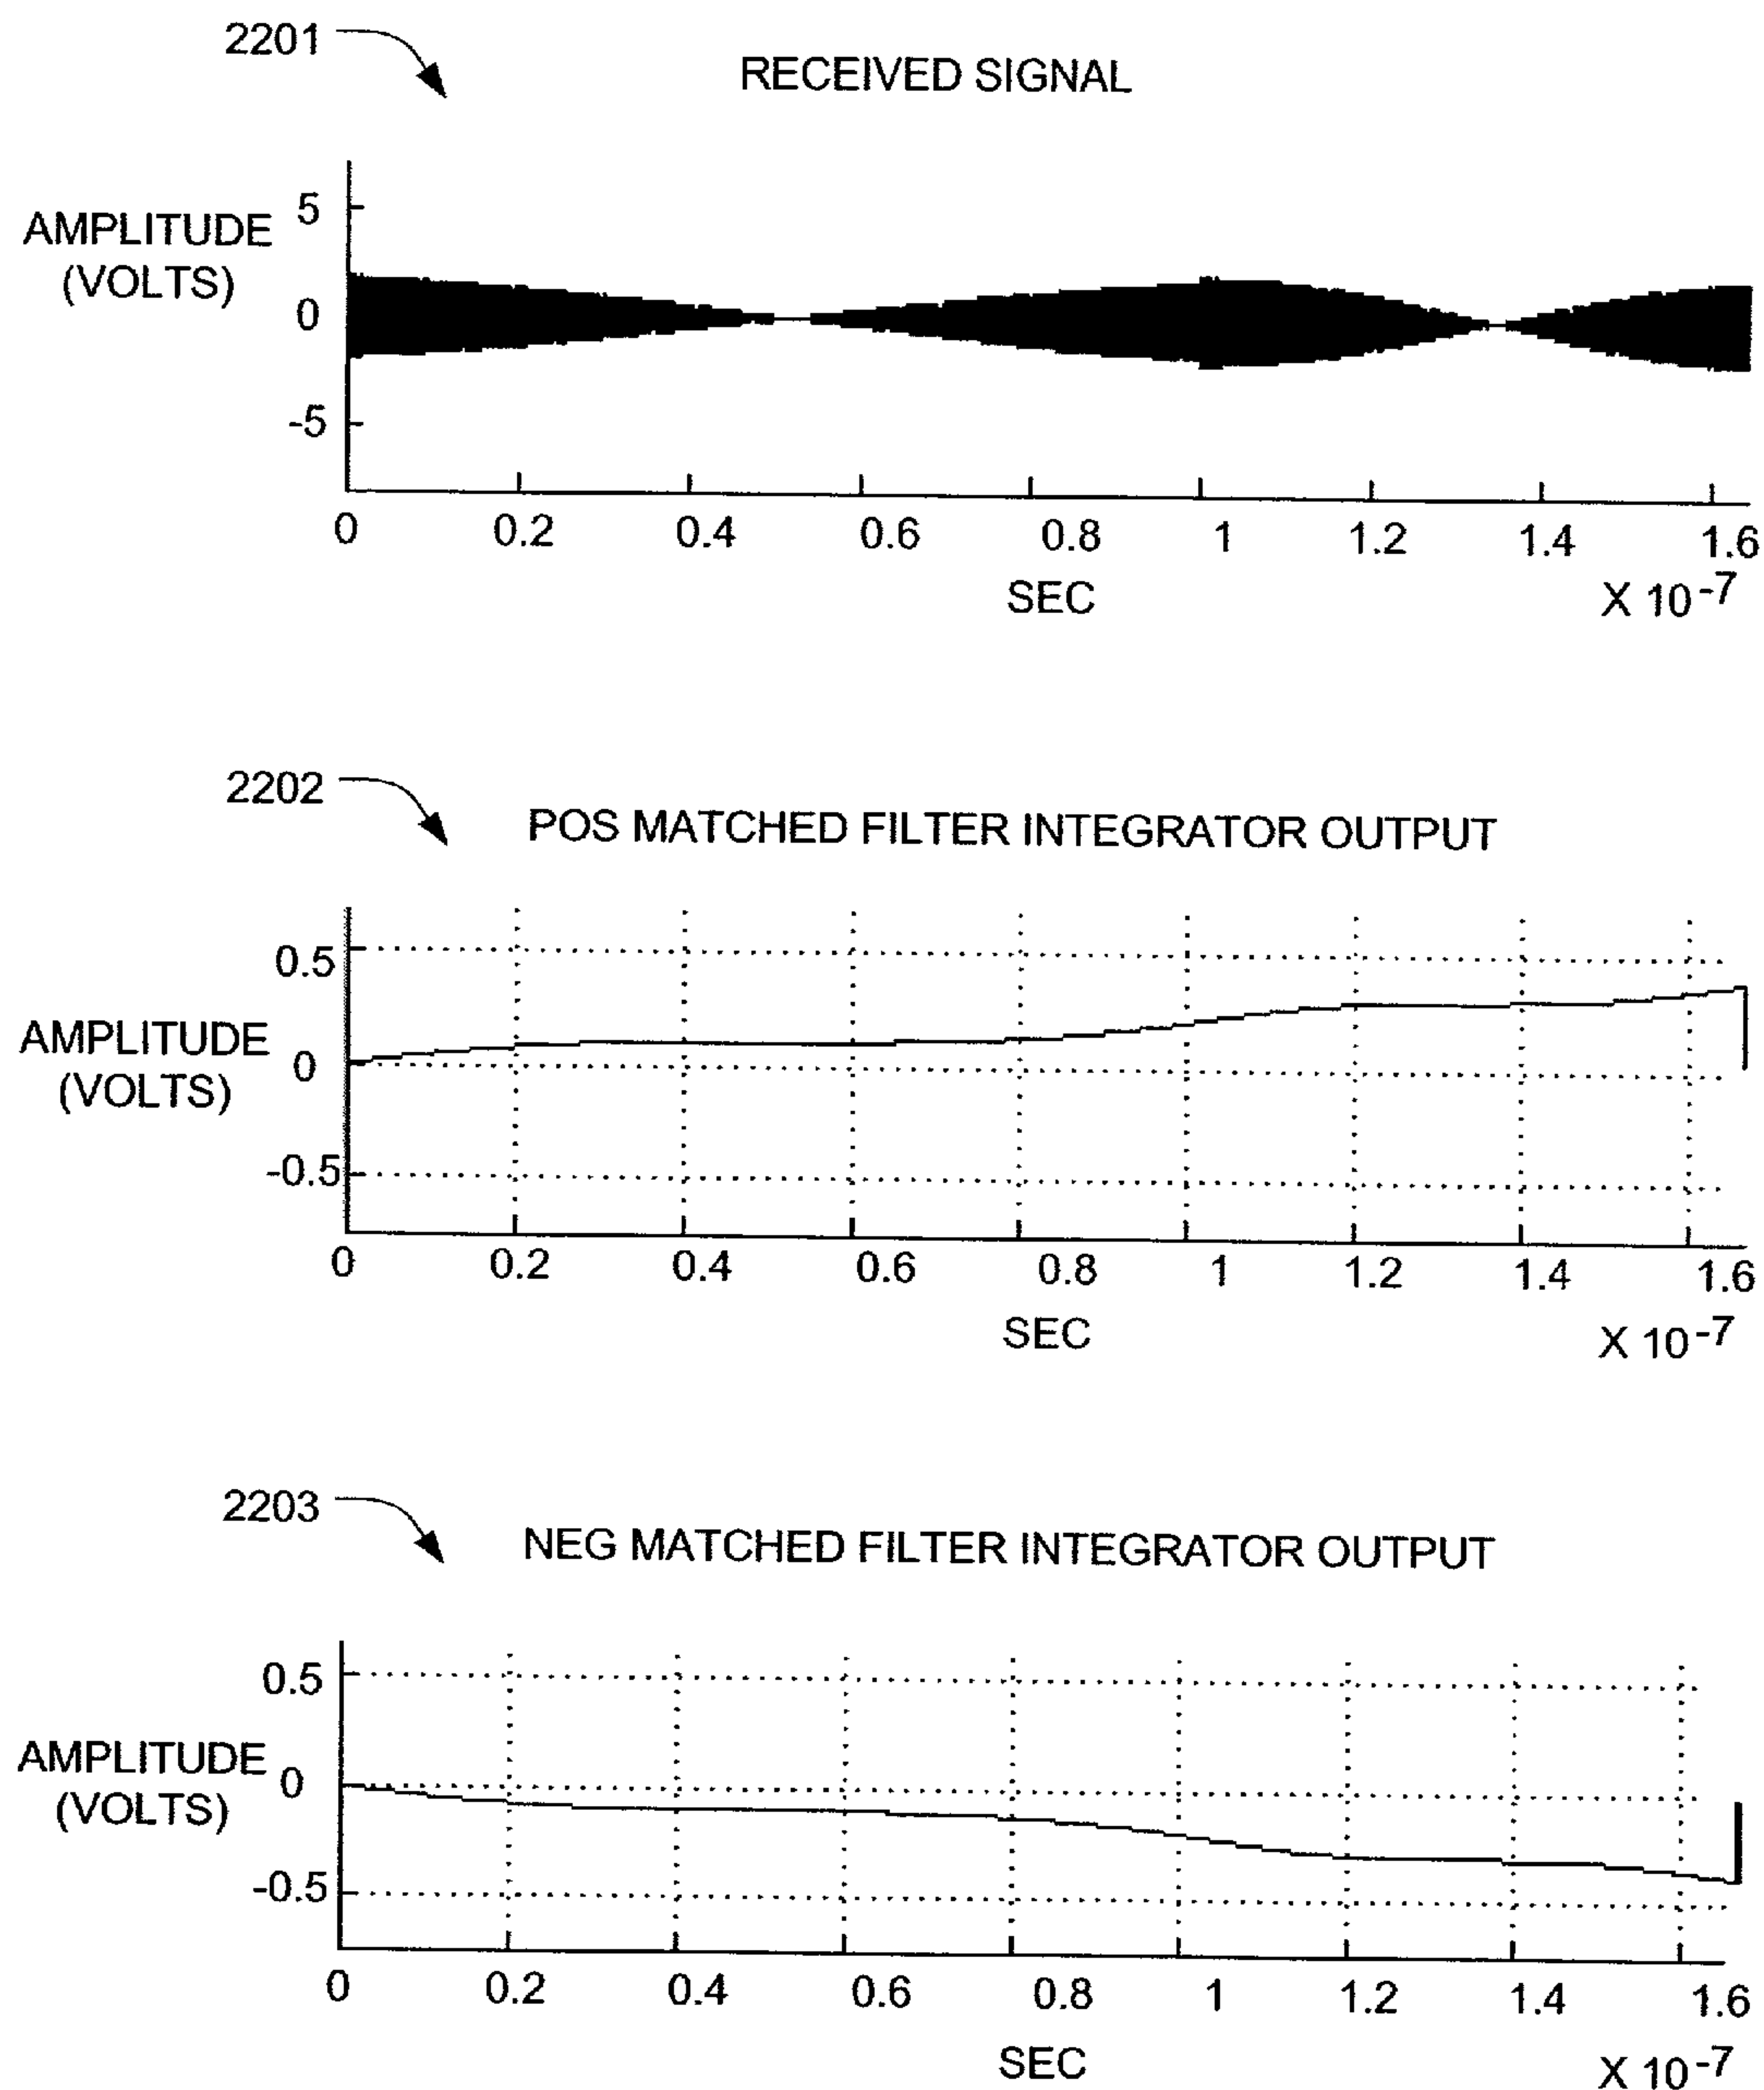 2201
RECEIVED SIGNAL
AMPLITUDE
(VOLTS)
5
0
-5
0 0.2 0.4 0.6 0.8 1 1.2 1.4 1.6
SEC
X 10-7
2202
POS MATCHED FILTER INTEGRATOR OUTPUT
AMPLITUDE
(VOLTS)
0.5
0
-0.5
0 0.2 0.4 0.6 0.8 1 1.2 1.4 1.6
SEC
X 10-7
2203
NEG MATCHED FILTER INTEGRATOR OUTPUT
AMPLITUDE
(VOLTS)
0.5
0
-0.5
0 0.2 0.4 0.6 0.8 1 1.2 1.4 1.6
SEC
X 10-7